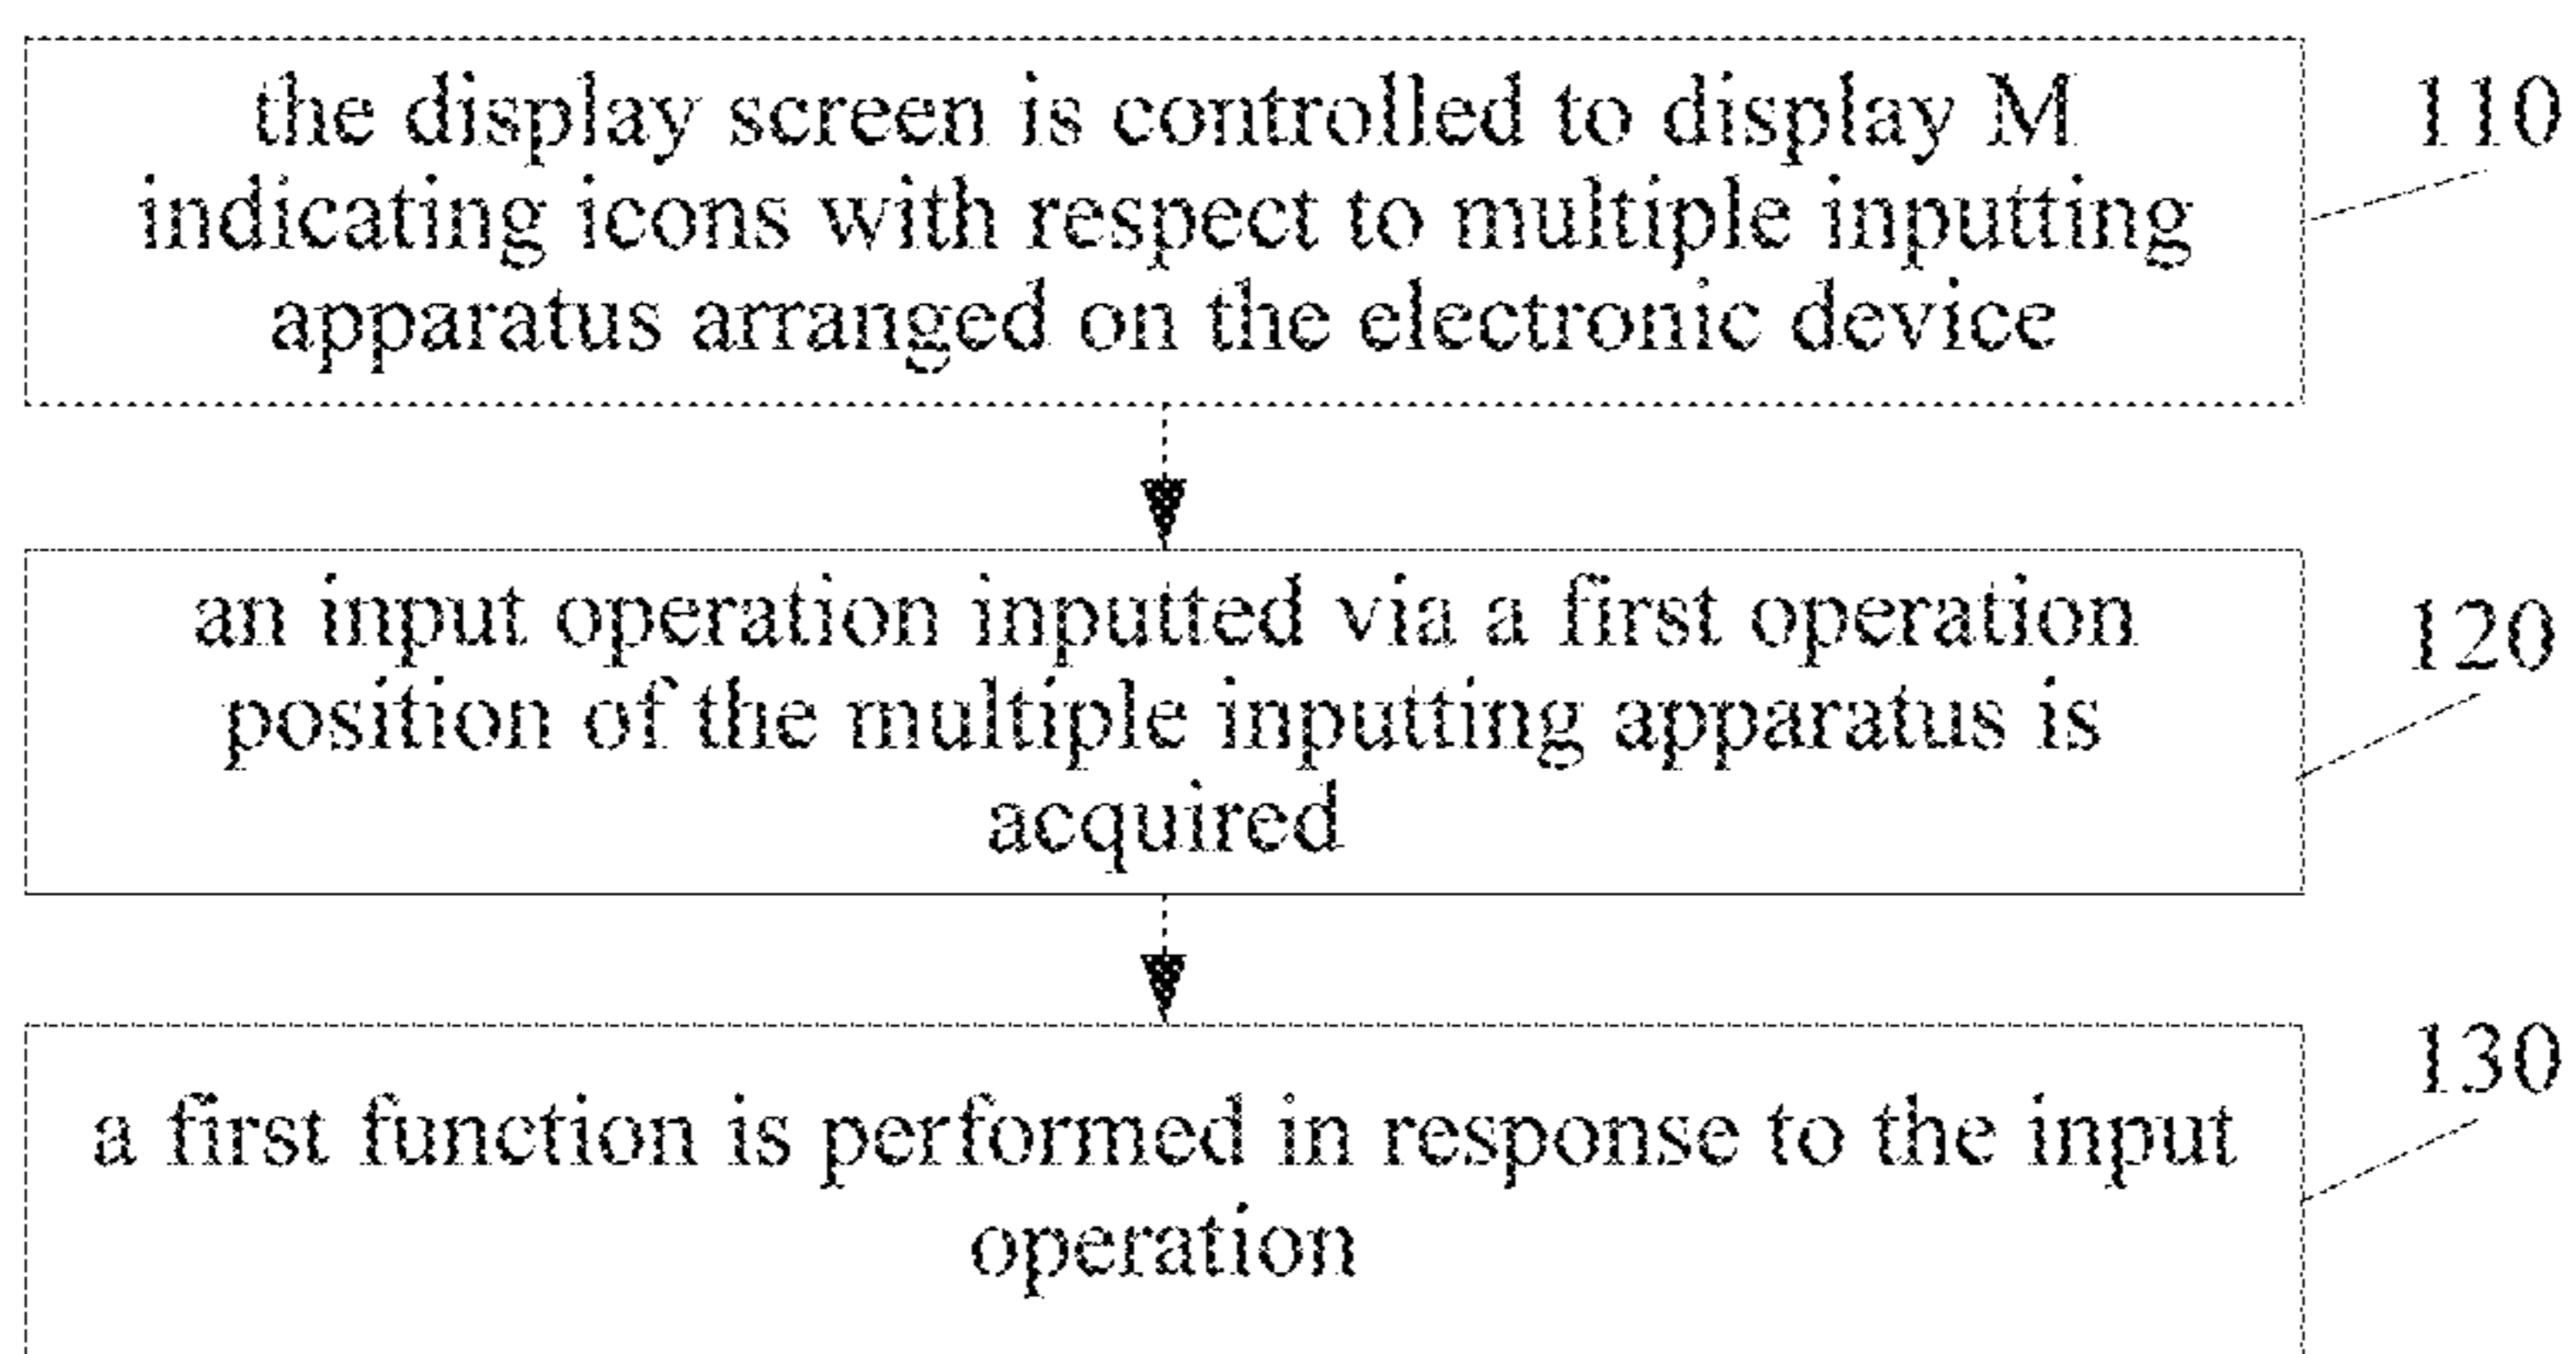 the display screen is controlled to display M
indicating icons with respect to multiple inputting
apparatus arranged on the electronic device
110
an input operation inputted via a first operation
position of the multiple inputting apparatus is
acquired
120
a first function is performed in response to the input
operation
130